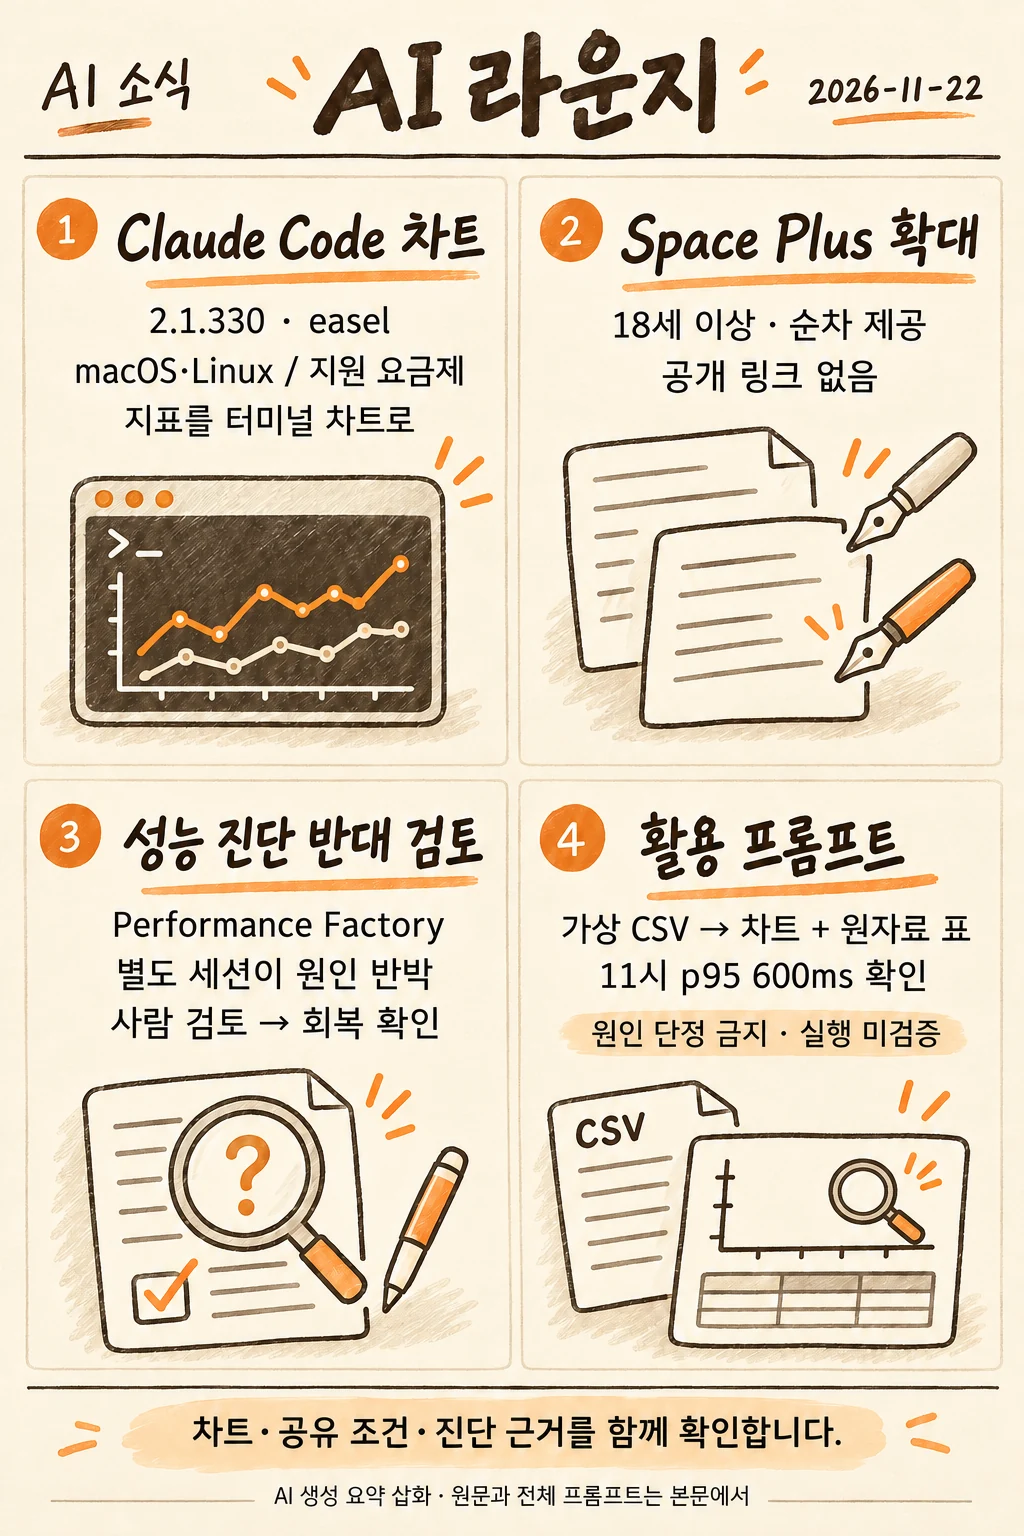 AI 소식
AI 라운지
2026-11-22
1
Claude Code 차트
2.1.330 · easel
macOS·Linux / 지원 요금제
지표를 터미널 차트로
>_
2
Space Plus 확대
18세 이상 · 순차 제공
공개 링크 없음
3
성능 진단 반대 검토
Performance Factory
별도 세션이 원인 반박
사람 검토 → 회복 확인
?
4
활용 프롬프트
가상 CSV → 차트 + 원자료 표
11시 p95 600ms 확인
원인 단정 금지 · 실행 미검증
CSV
차트·공유 조건·진단 근거를 함께 확인합니다.
AI 생성 요약 삽화 · 원문과 전체 프롬프트는 본문에서